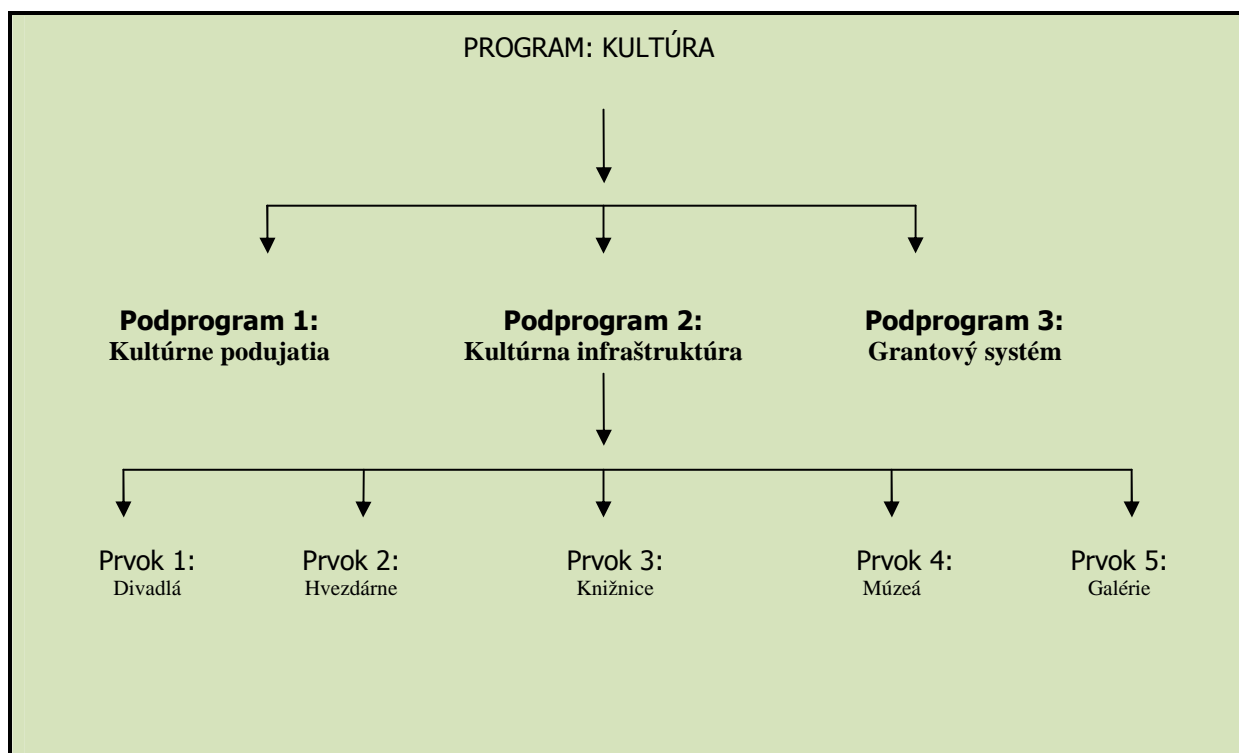 PROGRAM: KULTÚRA
Podprogram 1:
Kultúrne podujatia
Podprogram 2:
Kultúrna infraštruktúra
Podprogram 3:
Grantový systém
Prvok 1:
Divadlá
Prvok 2:
Hvezdárne
Prvok 3:
Knižnice
Prvok 4:
Múzeá
Prvok 5:
Galérie